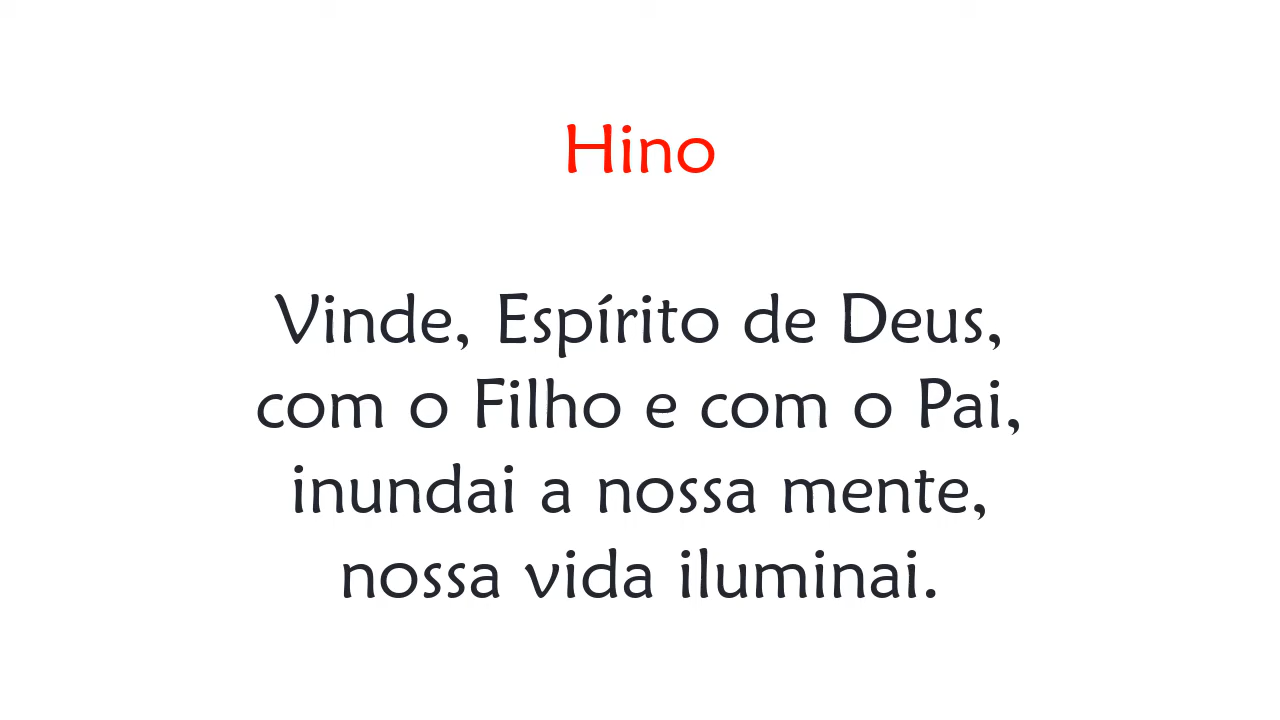 Hino
Vinde, Espírito de Deus,
com o Filho e com o Pai,
inundai a nossa mente,
nossa vida iluminai.